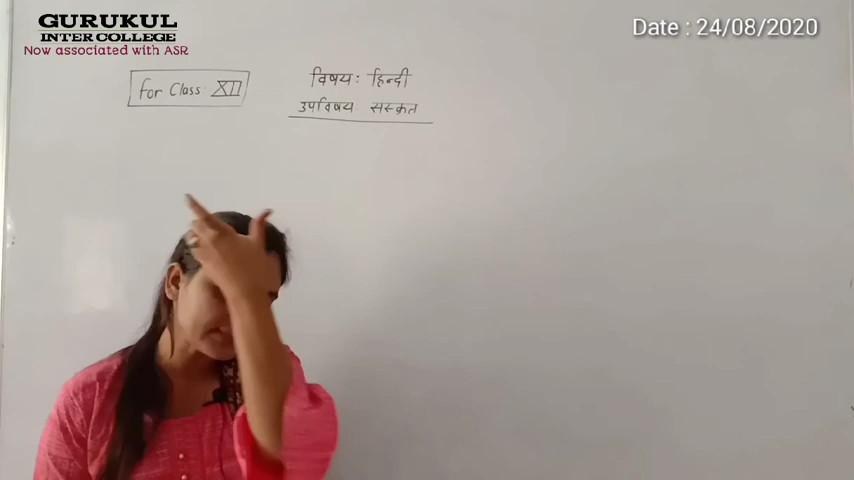 GURUKUL
INTER COLLEGE
Now associated with ASR
Date : 24/08/2020
for Class: XII
विषय: हिन्दी
उपविषय: सस्कृत